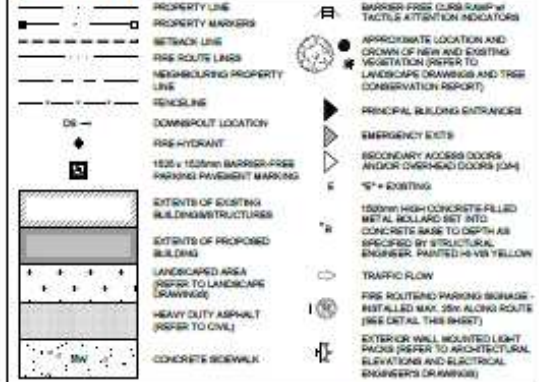 PROPERTY LINE
PROPERTY MARKERS
SETBACK LINE
FIRE ROUTE LINES
NEIGHBOURING PROPERTY
LINE
FENCELINE
DS
DOWNSPOUT LOCATION
FIRE HYDRANT
1525 x 1525mm BARRIER-FREE
PARKING PAVEMENT MARKING
EXTENTS OF EXISTING
BUILDINGS/STRUCTURES
EXTENTS OF PROPOSED
BUILDING
LANDSCAPED AREA
(REFER TO LANDSCAPE
DRAWINGS)
HEAVY DUTY ASPHALT
(REFER TO CIVIL)
SW
CONCRETE SIDEWALK
BARRIER FREE CURB RAMP w/
TACTILE ATTENTION INDICATORS
APPROXIMATE LOCATION AND
CROWN OF NEW AND EXISTING
VEGETATION (REFER TO
LANDSCAPE DRAWINGS AND TREE
CONSERVATION REPORT)
PRINCIPAL BUILDING ENTRANCES
EMERGENCY EXITS
SECONDARY ACCESS DOORS
AND/OR OVERHEAD DOORS (O/H)
E
"E" = EXISTING
B
HIGH CONCRETE-FILLED
METAL BOLLARD SET INTO
CONCRETE BASE TO DEPTH AS
SPECIFIED BY STRUCTURAL
ENGINEER. PAINTED HI-VIS YELLOW
TRAFFIC FLOW
FIRE ROUTE/NO PARKING SIGNAGE -
INSTALLED MAX. ALONG ROUTE
(SEE DETAIL THIS SHEET)
EXTERIOR WALL MOUNTED LIGHT
PACKS (REFER TO ARCHITECTURAL
ELEVATIONS AND ELECTRICAL
ENGINEER'S DRAWINGS)